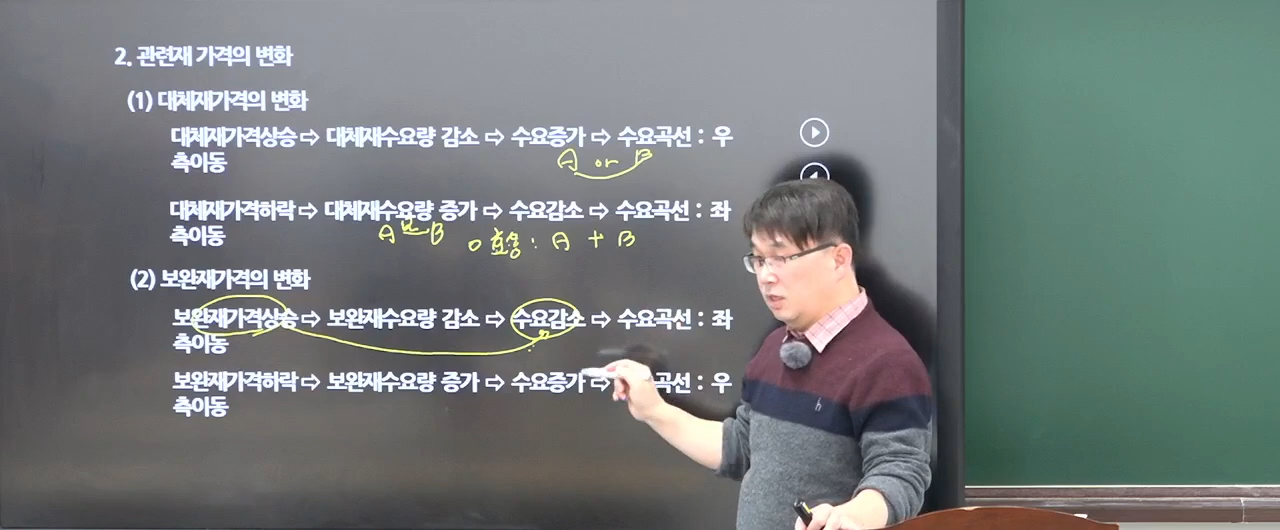 2. 관련재 가격의 변화
(1) 대체재가격의 변화
대체재가격상승 ⇨ 대체재수요량 감소 ⇨ 수요증가 ⇨ 수요곡선 : 우
측이동
A or B
대체재가격하락 ⇨ 대체재수요량 증가 ⇨ 수요감소 ⇨ 수요곡선 : 좌
측이동
A B
효용 : A + B
(2) 보완재가격의 변화
보완재가격상승 ⇨ 보완재수요량 감소 ⇨ 수요감소 ⇨ 수요곡선 : 좌
측이동
보완재가격하락 ⇨ 보완재수요량 증가 ⇨ 수요증가 ⇨ 곡선 : 우
측이동
h